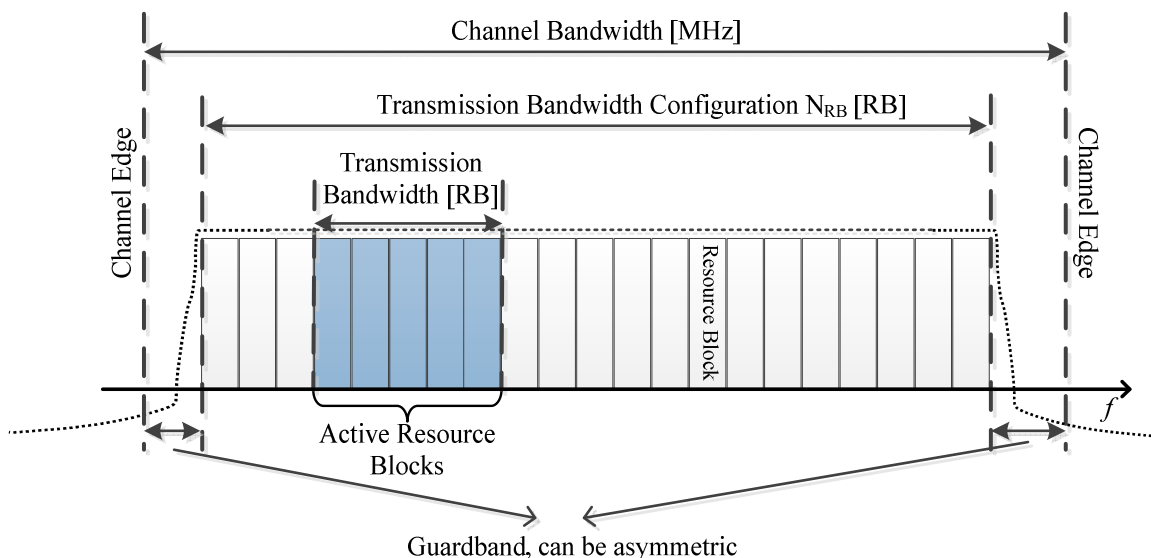 Channel Bandwidth [MHz]
Transmission Bandwidth Configuration NRB [RB]
Transmission
Bandwidth [RB]
Channel Edge
Channel Edge
Resource Block
f
Active Resource
Blocks
Guardband, can be asymmetric